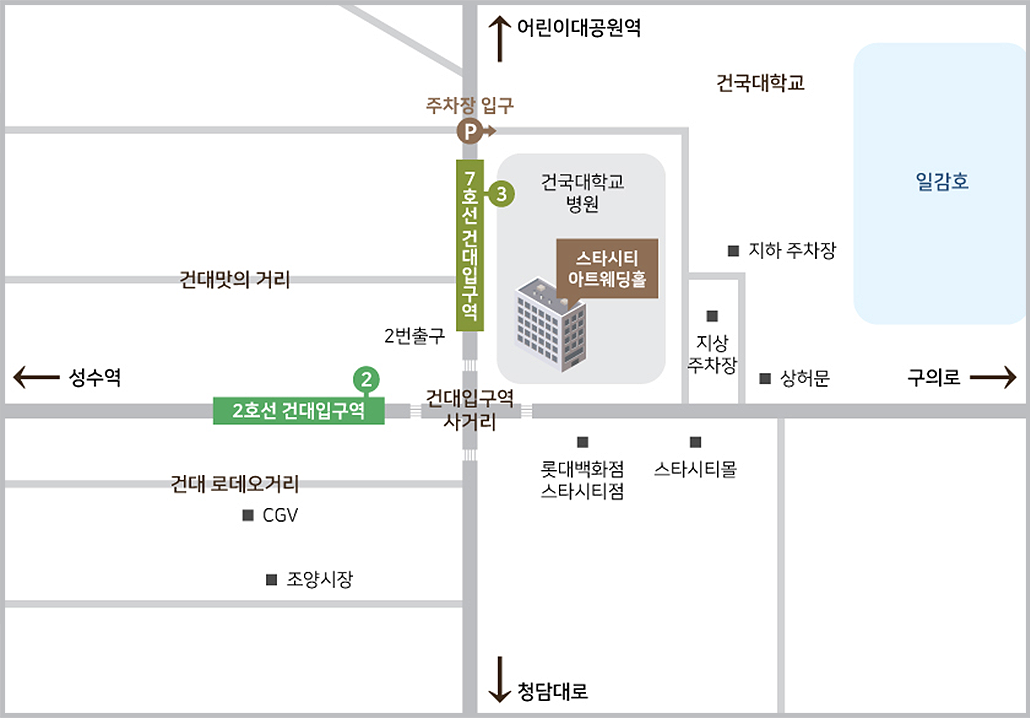 어린이대공원역
건국대학교
주차장 입구
P
일감호
7호선 건대입구역
3
건국대학교
병원
스타시티
아트웨딩홀
지하 주차장
건대맛의 거리
지상
주차장
2번출구
성수역
2
상허문
구의로
2호선 건대입구역
건대입구역
사거리
롯대백화점
스타시티점
스타시티몰
건대 로데오거리
CGV
조양시장
청담대로